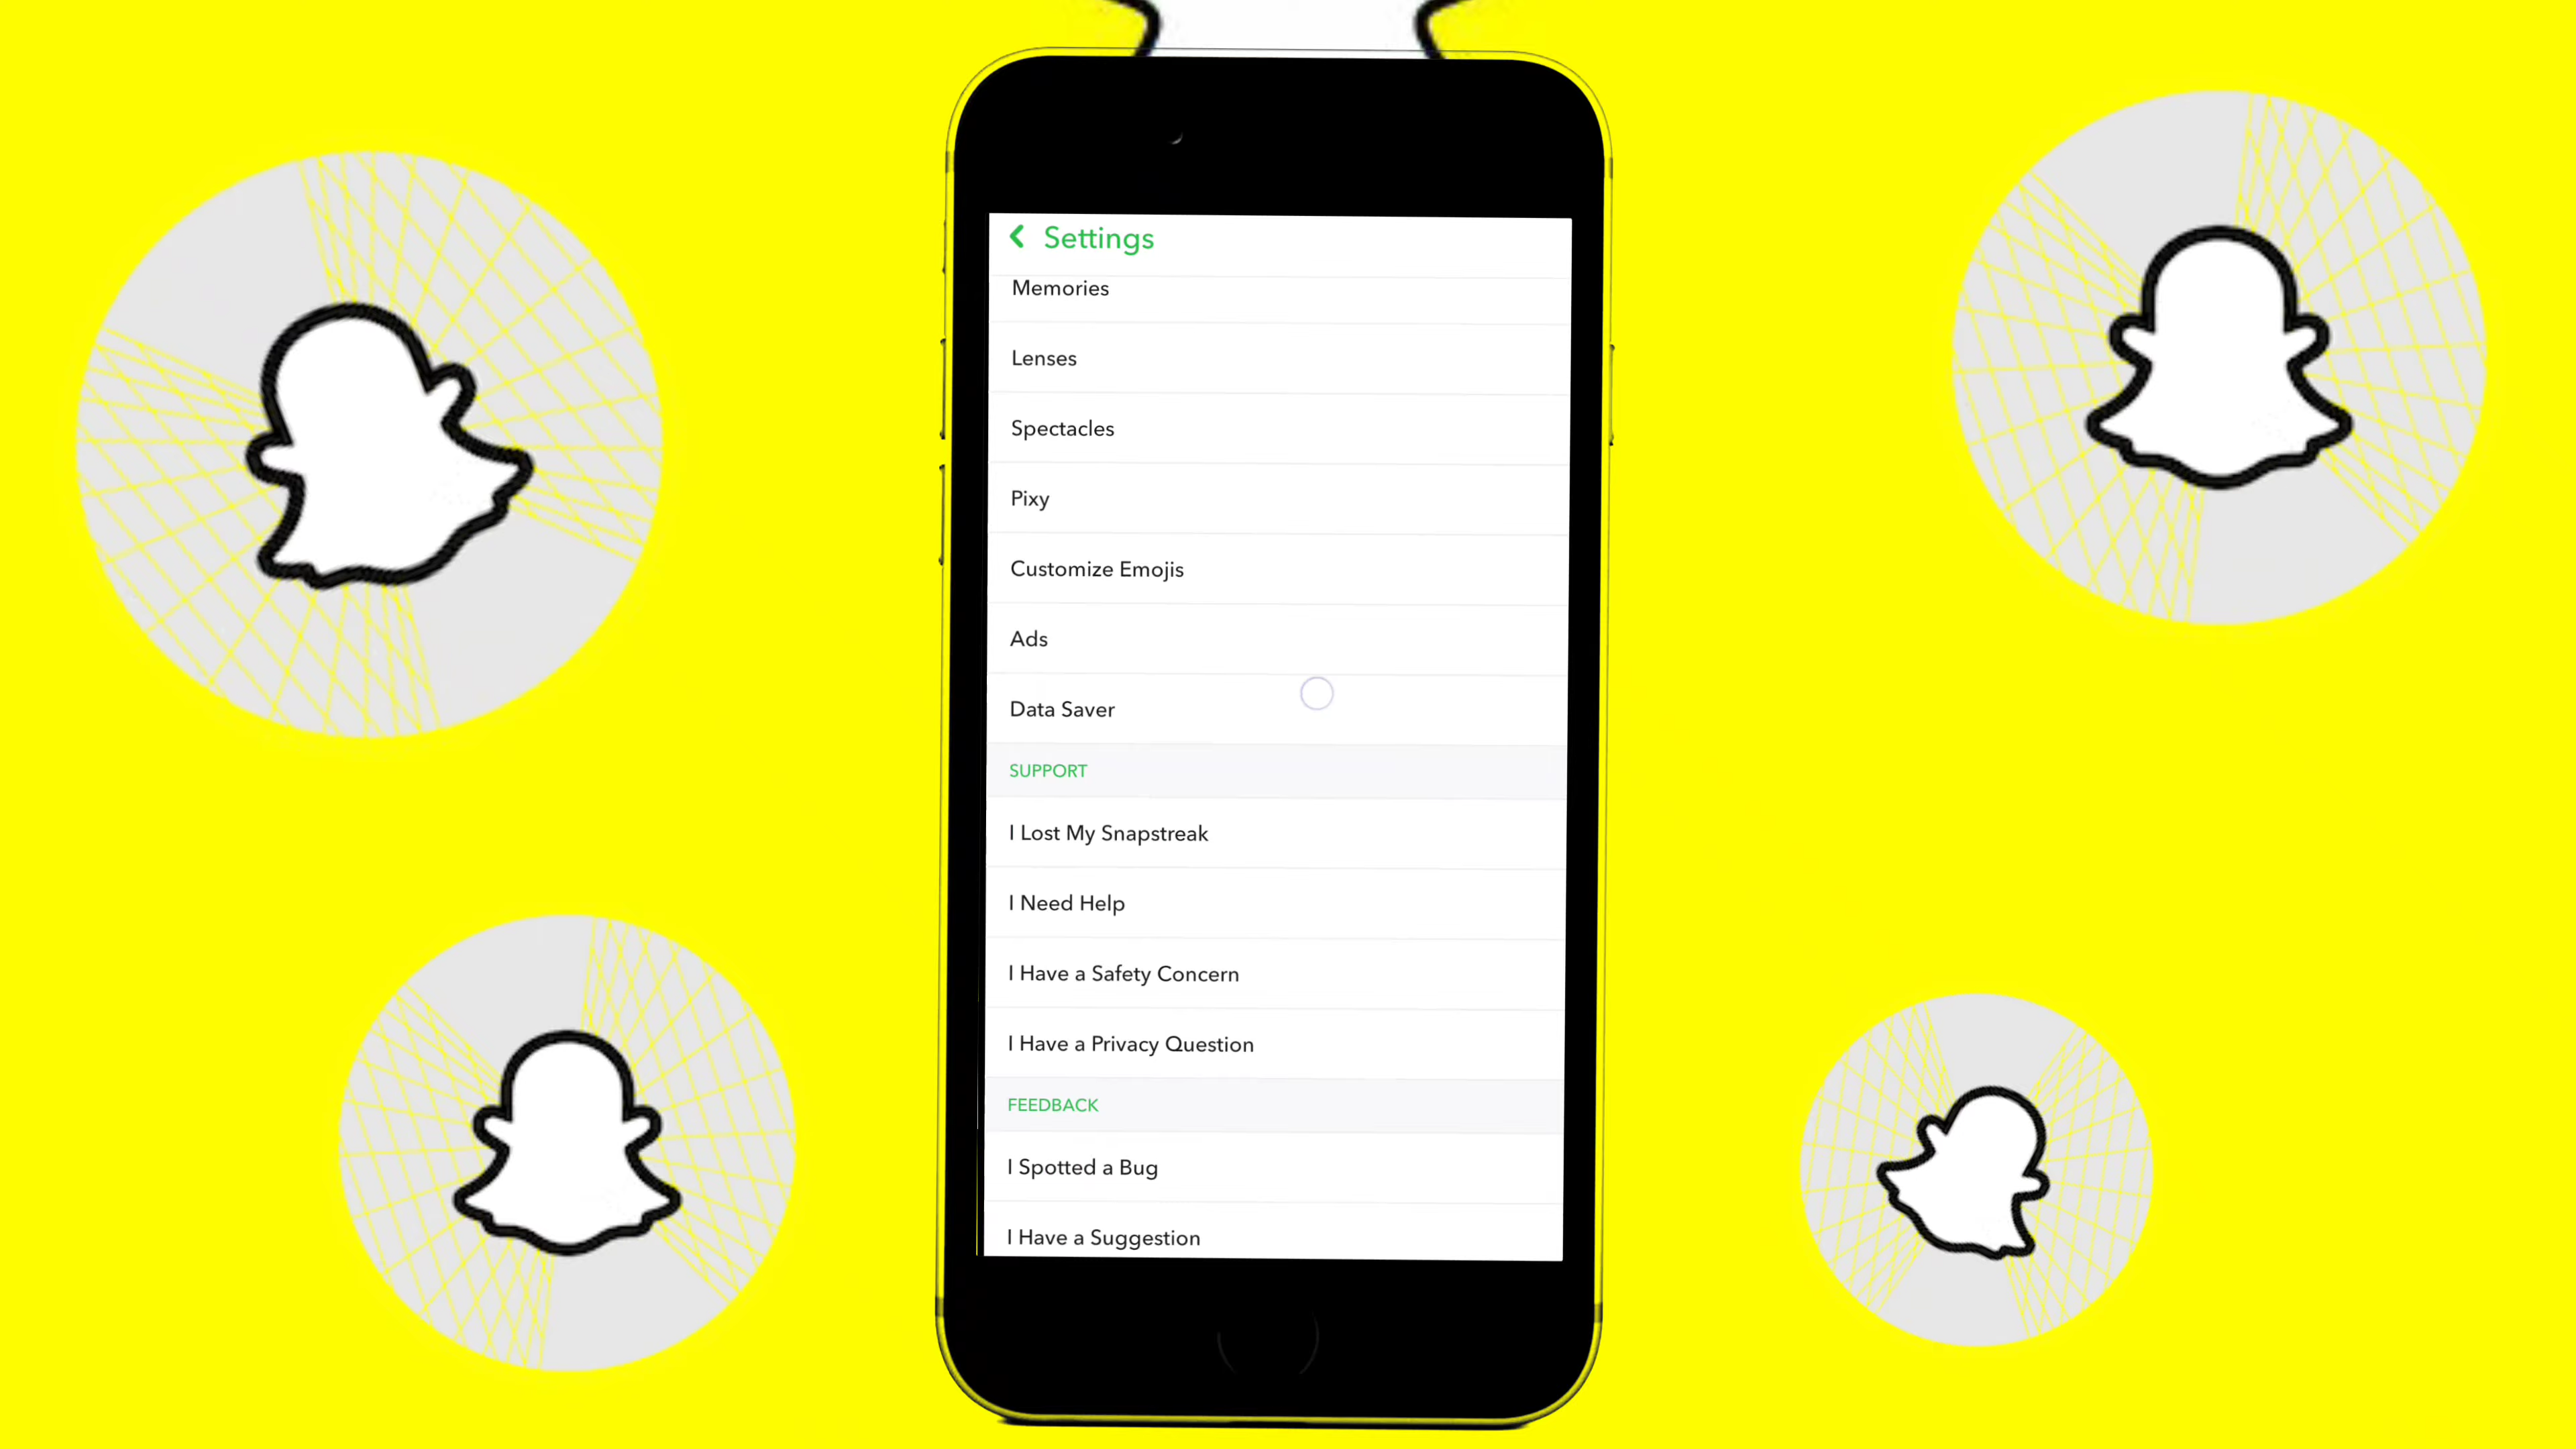 Settings
Memories
Lenses
Spectacles
Pixy
Customize Emojis
Ads
Data Saver
SUPPORT
I Lost My Snapstreak
I Need Help
I Have a Safety Concern
I Have a Privacy Question
FEEDBACK
I Spotted a Bug
I Have a Suggestion